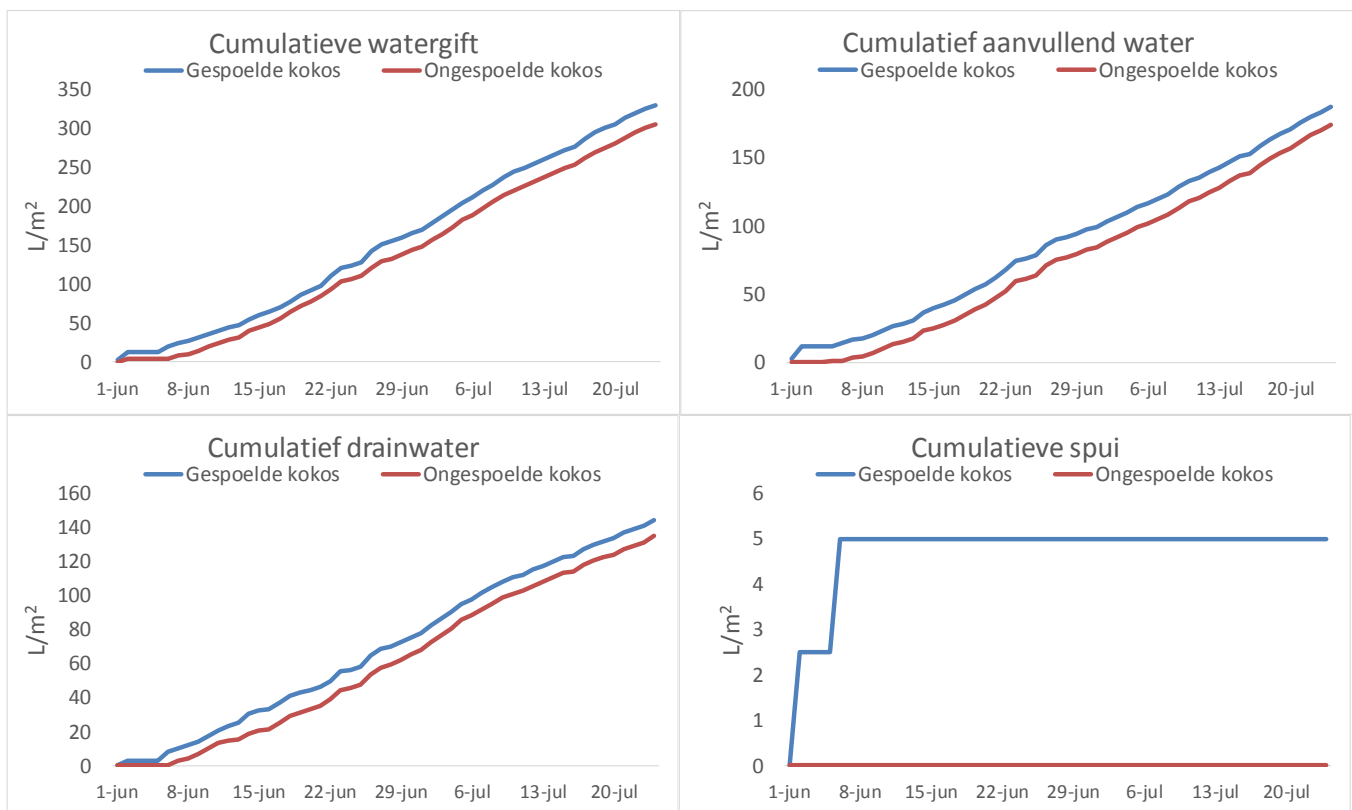 Cumulatieve watergift
Gespoelde kokos Ongespoelde kokos
350
300
250
200
150
100
50
0
L/m²
1-jun 8-jun 15-jun 22-jun 29-jun 6-jul 13-jul 20-jul
Cumulatief aanvullend water
Gespoelde kokos Ongespoelde kokos
200
150
100
50
0
L/m²
1-jun 8-jun 15-jun 22-jun 29-jun 6-jul 13-jul 20-jul
Cumulatief drainwater
Gespoelde kokos Ongespoelde kokos
160
140
120
100
80
60
40
20
0
L/m²
1-jun 8-jun 15-jun 22-jun 29-jun 6-jul 13-jul 20-jul
Cumulatieve spui
Gespoelde kokos Ongespoelde kokos
6
5
4
3
2
1
0
L/m²
1-jun 8-jun 15-jun 22-jun 29-jun 6-jul 13-jul 20-jul